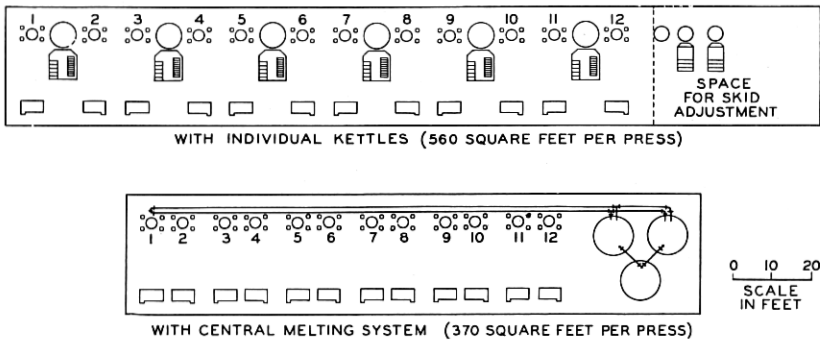 1 2 3 4 5 6 7 8 9 10 11 12
SPACE
FOR SKID
ADJUSTMENT
WITH INDIVIDUAL KETTLES (560 SQUARE FEET PER PRESS)
1 2 3 4 5 6 7 8 9 10 11 12
0 10 20
SCALE
IN FEET
WITH CENTRAL MELTING SYSTEM (370 SQUARE FEET PER PRESS)